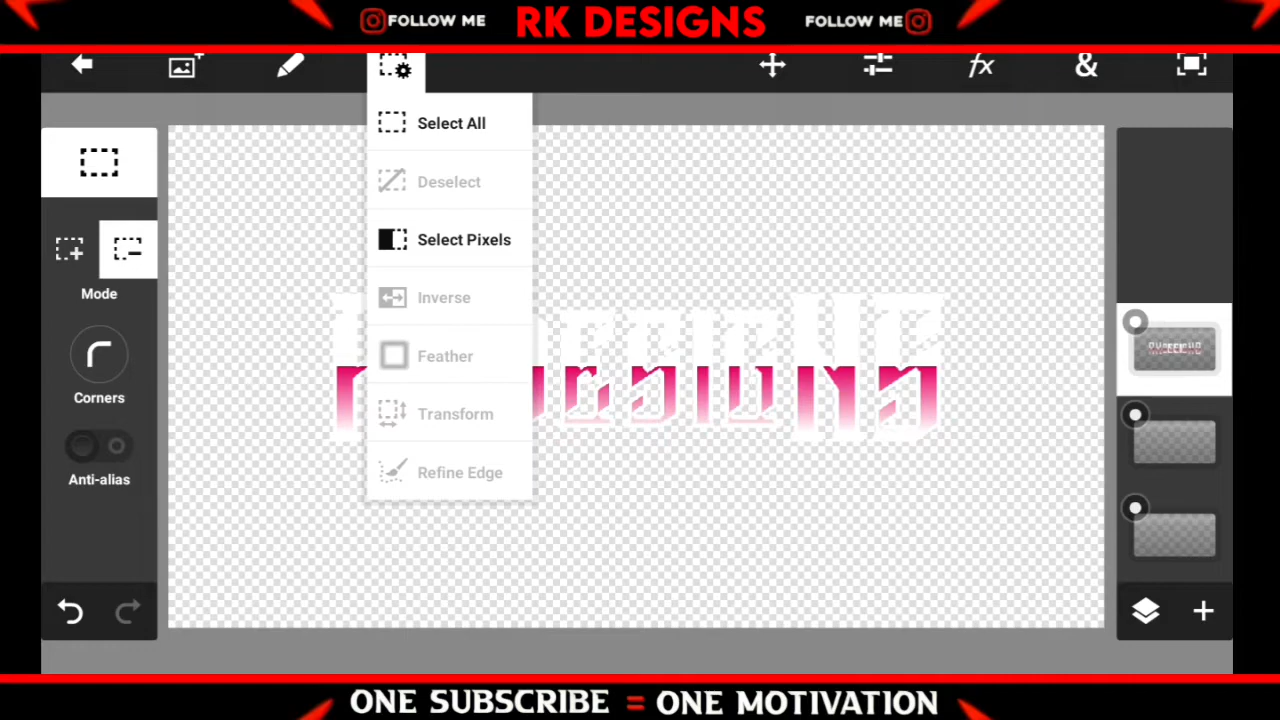 FOLLOW ME
RK DESIGNS
FOLLOW ME
fx
&
Select All
Deselect
Select Pixels
Inverse
Feather
Transform
Refine Edge
Mode
Corners
Anti-alias
ONE SUBSCRIBE = ONE MOTIVATION